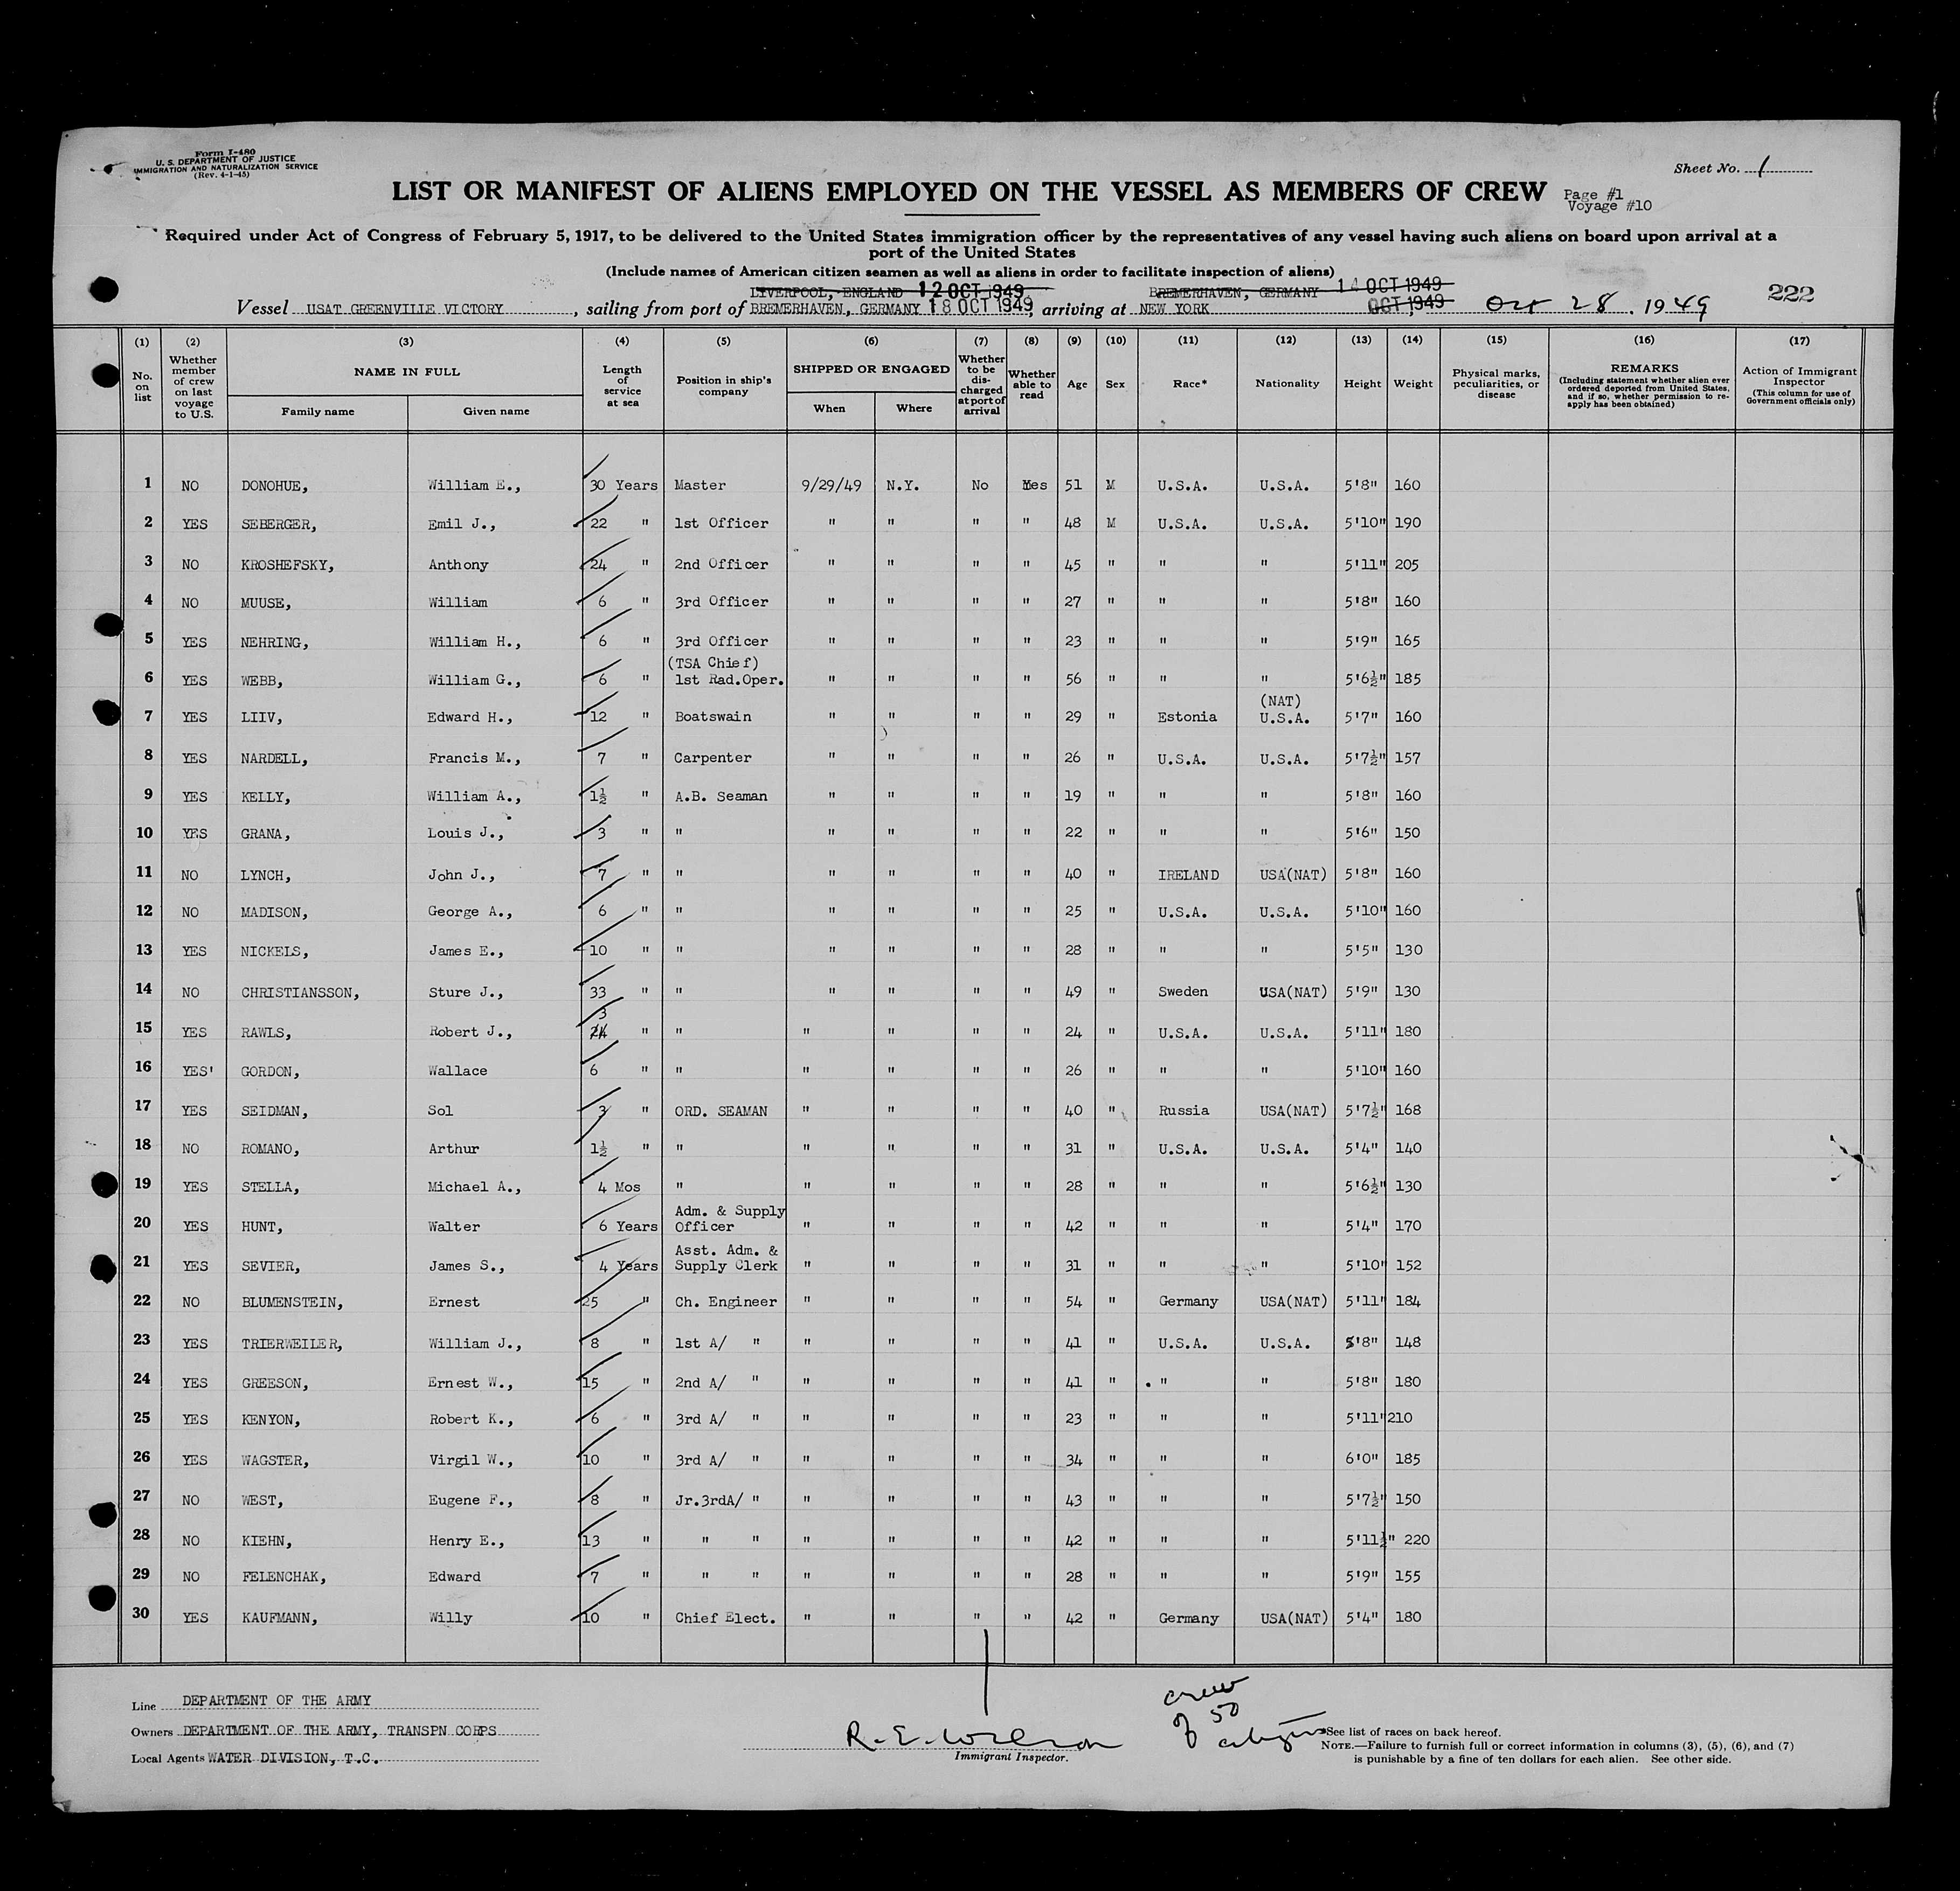 Form I-480
U. S. DEPARTMENT OF JUSTICE
IMMIGRATION AND NATURALIZATION SERVICE
(Rev. 4-1-45)
Sheet No. 1
LIST OR MANIFEST OF ALIENS EMPLOYED ON THE VESSEL AS MEMBERS OF CREW
Page #1
Voyage #10
Required under Act of Congress of February 5, 1917, to be delivered to the United States immigration officer by the representatives of any vessel having such aliens on board upon arrival at a
port of the United States
(Include names of American citizen seamen as well as aliens in order to facilitate inspection of aliens)
LIVERPOOL, ENGLAND 12 OCT 1949 BREMERHAVEN, GERMANY 14 OCT 1949
Vessel USAT GREENVILLE VICTORY, sailing from port of BREMERHAVEN, GERMANY 18 OCT 1949, arriving at NEW YORK OCT 1949 Oct 28, 1949
222
(1) No. on list
(2) Whether member of crew on last voyage to U.S.
(3) NAME IN FULL Family name Given name
(4) Length of service at sea
(5) Position in ship's company
(6) SHIPPED OR ENGAGED When Where
(7) Whether to be discharged at port of arrival
(8) Whether able to read
(9) Age
(10) Sex
(11) Race*
(12) Nationality
(13) Height
(14) Weight
(15) Physical marks, peculiarities, or disease
(16) REMARKS (Including statement whether alien ever ordered deported from United States, and if so, whether permission to re-apply has been obtained)
(17) Action of Immigrant Inspector (This column for use of Government officials only)
1 NO DONOHUE, William E., 30 Years Master 9/29/49 N.Y. No Yes 51 M U.S.A. U.S.A. 5'8" 160
2 YES SEBERGER, Emil J., 22 " 1st Officer " " " " 48 M U.S.A. U.S.A. 5'10" 190
3 NO KROSHEFSKY, Anthony 24 " 2nd Officer " " " " 45 " " " 5'11" 205
4 NO MUUSE, William 6 " 3rd Officer " " " " 27 " " " 5'8" 160
5 YES NEHRING, William H., 6 " 3rd Officer " " " " 23 " " " 5'9" 165
6 YES WEBB, William G., 6 " (TSA Chief) 1st Rad.Oper. " " " " 56 " " " 5'6½" 185
7 YES LIIV, Edward H., 12 " Boatswain " " " " 29 " Estonia (NAT) U.S.A. 5'7" 160
8 YES NARDELL, Francis M., 7 " Carpenter " " " " 26 " U.S.A. U.S.A. 5'7½" 157
9 YES KELLY, William A., 1½ " A.B. Seaman " " " " 19 " " " 5'8" 160
10 YES GRANA, Louis J., 3 " " " " " " 22 " " " 5'6" 150
11 NO LYNCH, John J., 7 " " " " " " 40 " IRELAND USA(NAT) 5'8" 160
12 NO MADISON, George A., 6 " " " " " " 25 " U.S.A. U.S.A. 5'10" 160
13 YES NICKELS, James E., 10 " " " " " " 28 " " " 5'5" 130
14 NO CHRISTIANSSON, Sture J., 33 " " " " " " 49 " Sweden USA(NAT) 5'9" 130
15 YES RAWLS, Robert J., 3 24 " " " " " " 24 " U.S.A. U.S.A. 5'11" 180
16 YES' GORDON, Wallace 6 " " " " " " 26 " " " 5'10" 160
17 YES SEIDMAN, Sol 3 " ORD. SEAMAN " " " " 40 " Russia USA(NAT) 5'7½" 168
18 NO ROMANO, Arthur 1½ " " " " " " 31 " U.S.A. U.S.A. 5'4" 140
19 YES STELLA, Michael A., 4 Mos " " " " " 28 " " " 5'6½" 130
20 YES HUNT, Walter 6 Years Adm. & Supply Officer " " " " 42 " " " 5'4" 170
21 YES SEVIER, James S., 4 Years Asst. Adm. & Supply Clerk " " " " 31 " " " 5'10" 152
22 NO BLUMENSTEIN, Ernest 25 " Ch. Engineer " " " " 54 " Germany USA(NAT) 5'11" 184
23 YES TRIERWEILER, William J., 8 " 1st A/ " " " " " 41 " U.S.A. U.S.A. 5'8" 148
24 YES GREESON, Ernest W., 15 " 2nd A/ " " " " " 41 " " " 5'8" 180
25 YES KENYON, Robert K., 6 " 3rd A/ " " " " " 23 " " " 5'11" 210
26 YES WAGSTER, Virgil W., 10 " 3rd A/ " " " " " 34 " " " 6'0" 185
27 NO WEST, Eugene F., 8 " Jr.3rdA/ " " " " " 43 " " " 5'7½" 150
28 NO KIEHN, Henry E., 13 " " " " " " " 42 " " " 5'11½" 220
29 NO FELENCHAK, Edward 7 " " " " " " " 28 " " " 5'9" 155
30 YES KAUFMANN, Willy 10 " Chief Elect. " " " " 42 " Germany USA(NAT) 5'4" 180
Line DEPARTMENT OF THE ARMY
Owners DEPARTMENT OF THE ARMY, TRANSPN CORPS
Local Agents WATER DIVISION, T.C.
R. E. Wilson
Immigrant Inspector.
crew
50
*See list of races on back hereof.
NOTE.—Failure to furnish full or correct information in columns (3), (5), (6), and (7)
is punishable by a fine of ten dollars for each alien. See other side.